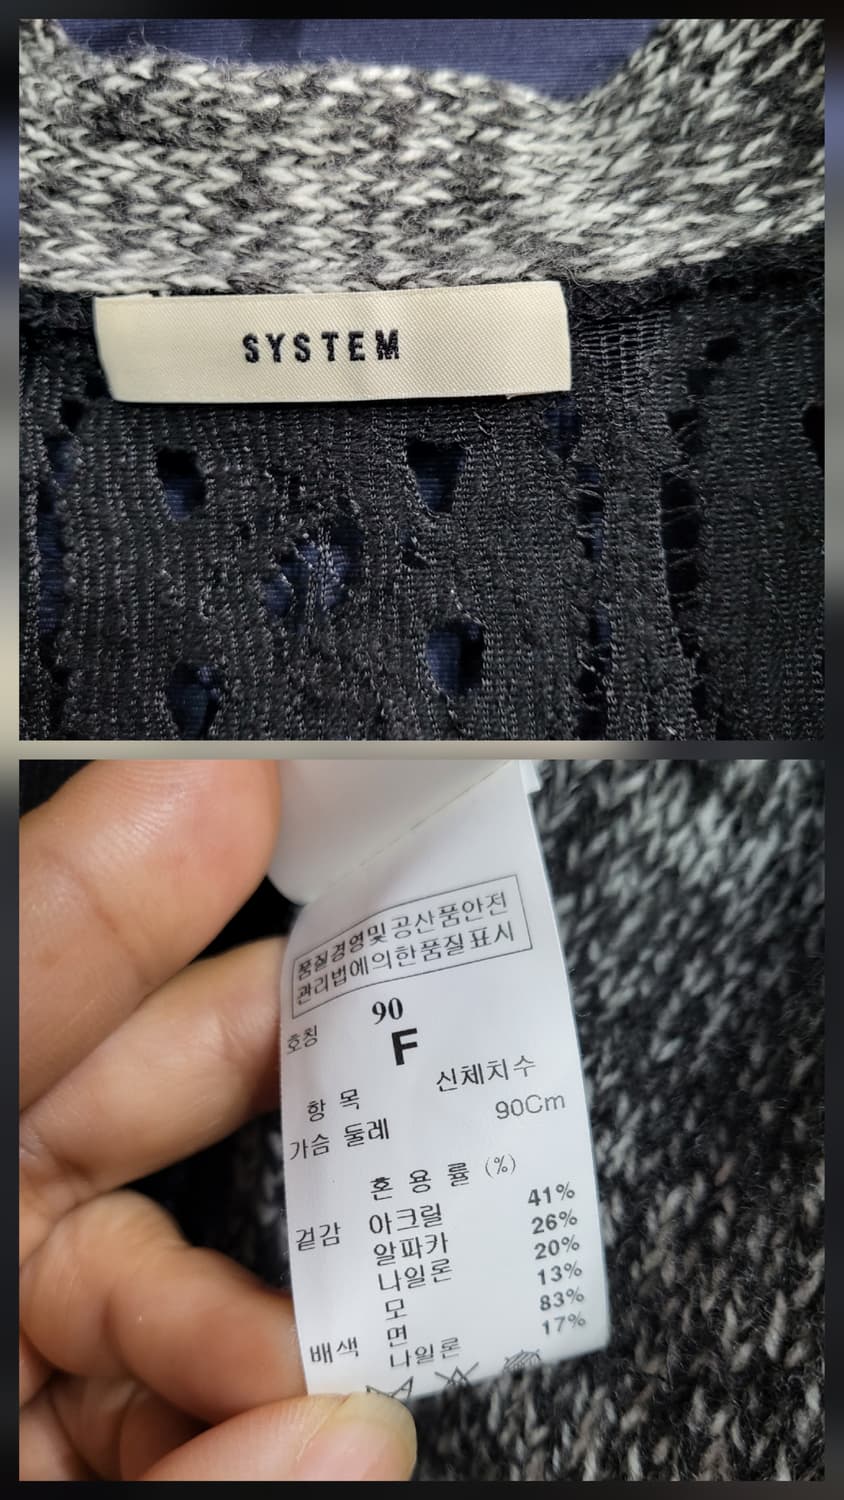 SYSTEM
품질경영및공산품안전
관리법에의한품질표시
호칭 90
F
항 목 신체치수
가슴 둘레 90Cm
혼 용 률 (%)
겉감 아크릴 41%
알파카 26%
나일론 20%
모 13%
배색 면 83%
나일론 17%